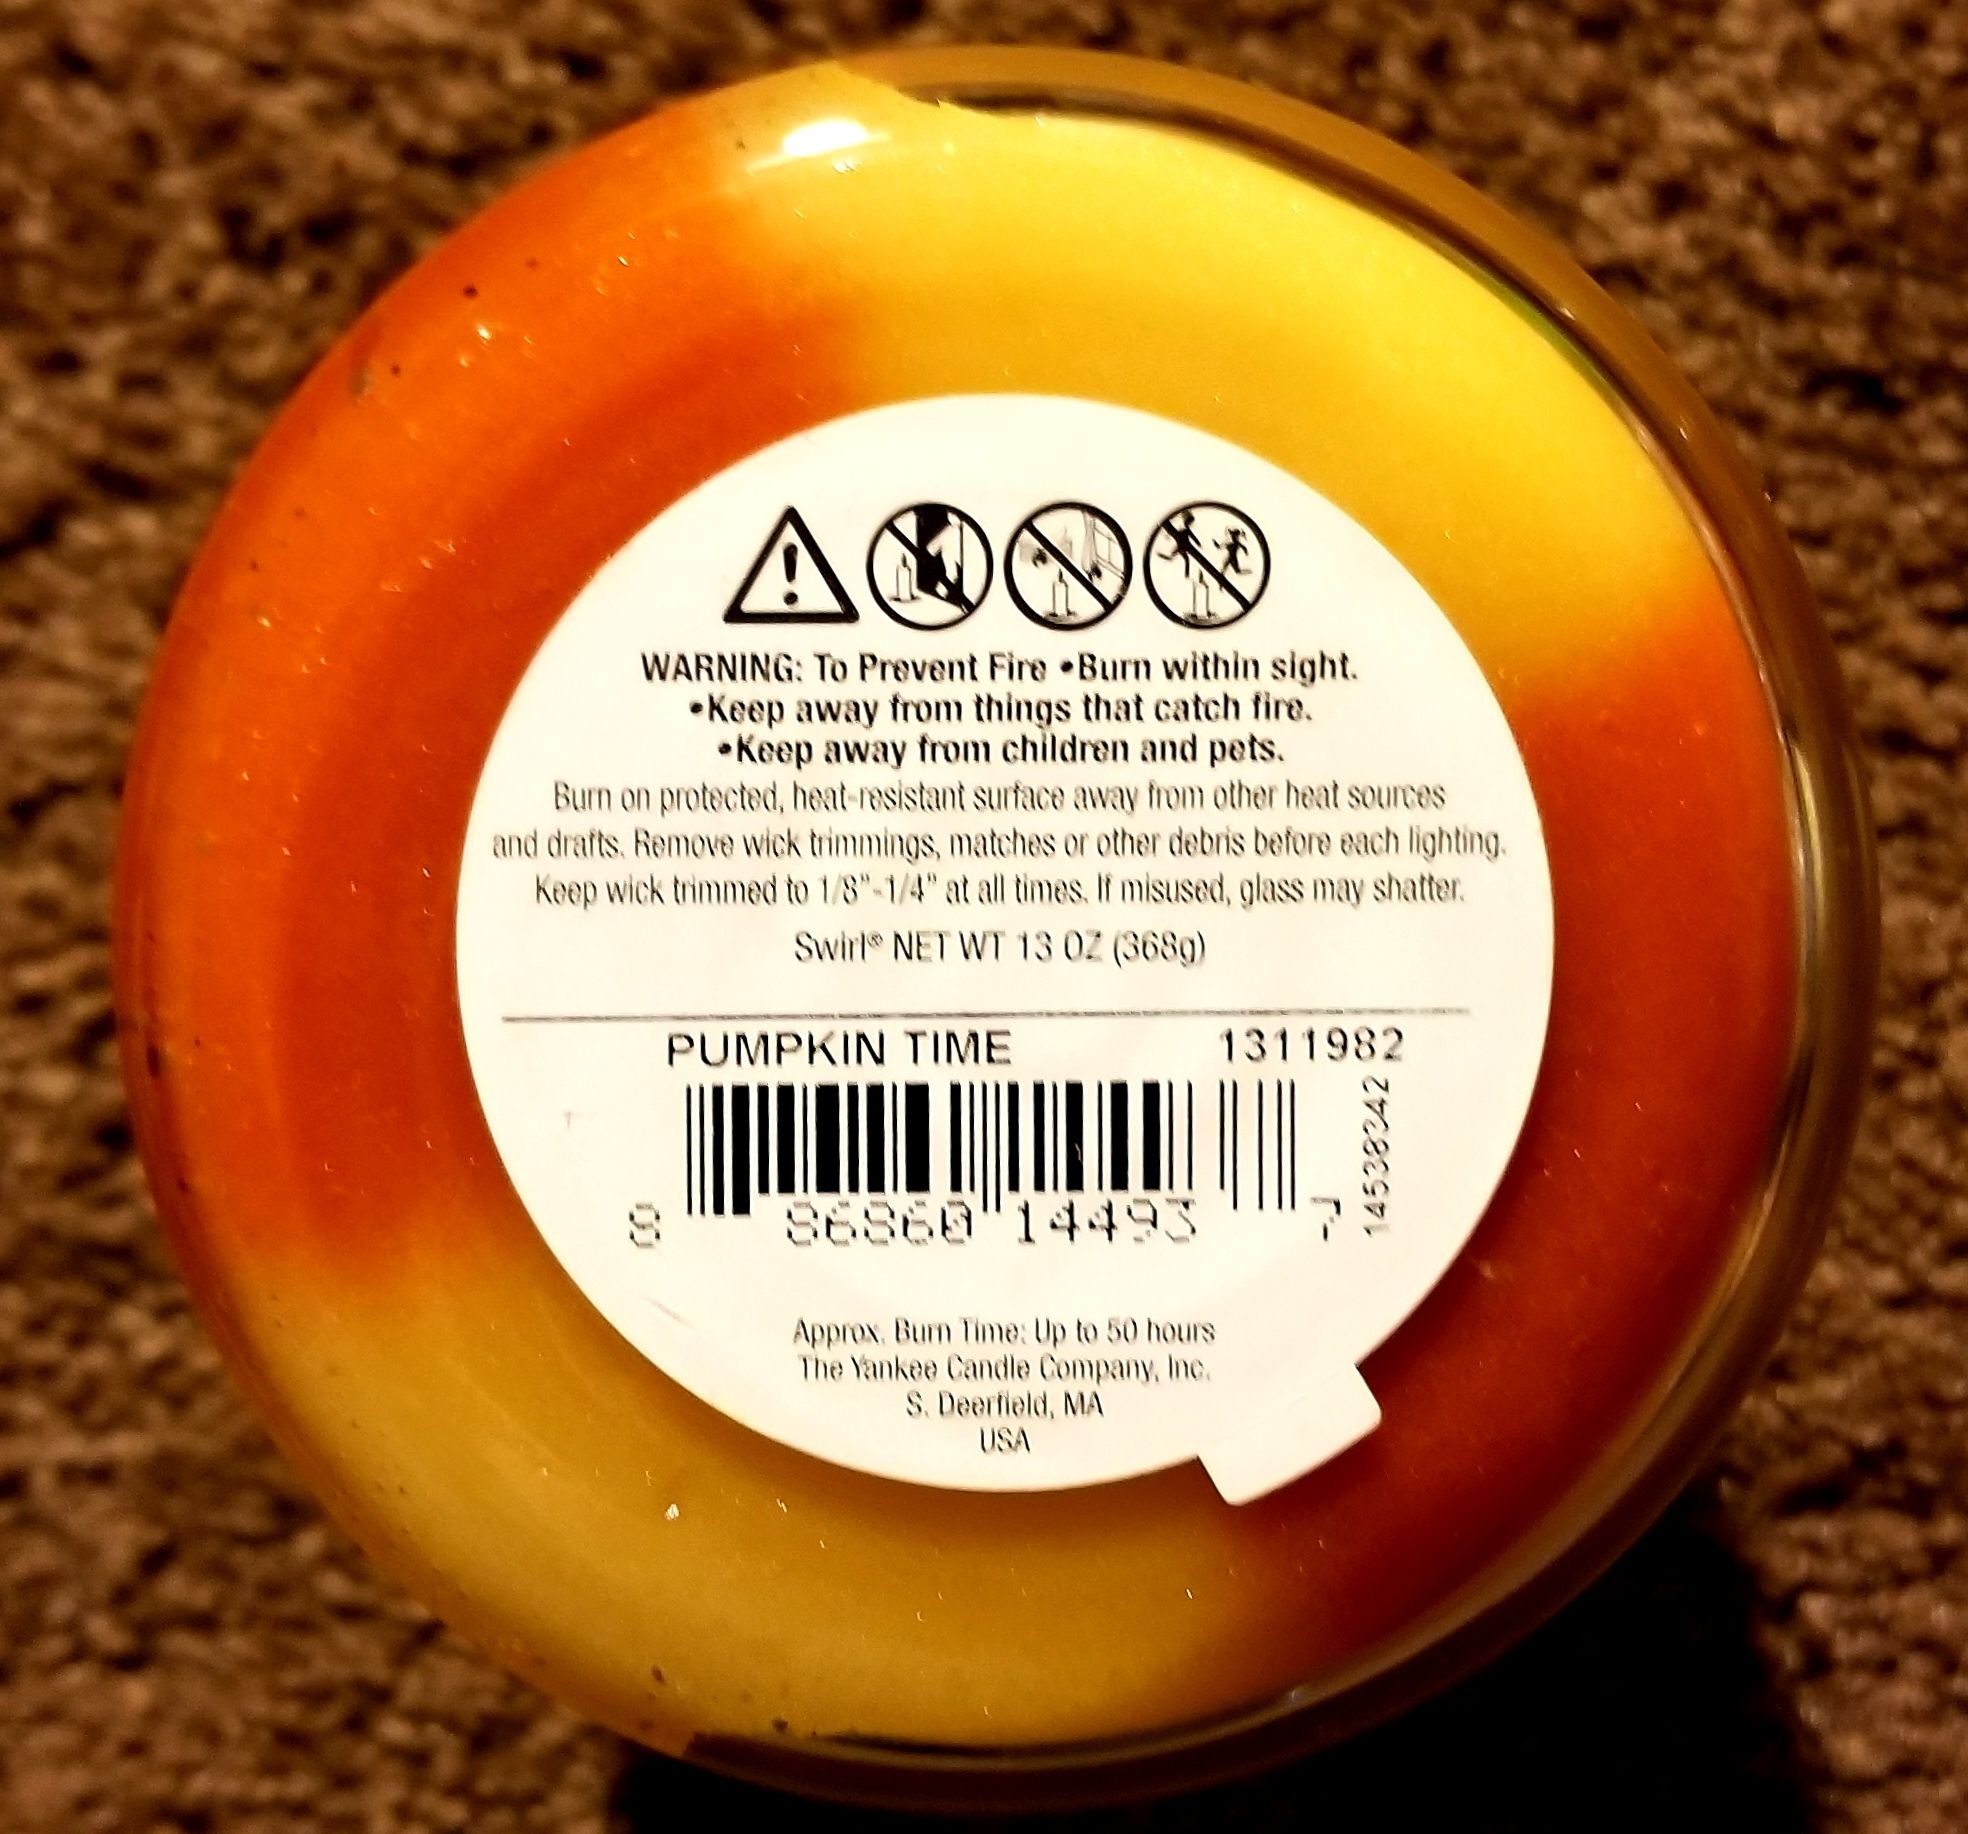 WARNING: To Prevent Fire •Burn within sight.
•Keep away from things that catch fire.
•Keep away from children and pets.
Burn on protected, heat-resistant surface away from other heat sources
and drafts. Remove wick trimmings, matches or other debris before each lighting.
Keep wick trimmed to 1/8”-1/4” at all times. If misused, glass may shatter.
Swirl® NET WT 13 OZ (368g)
PUMPKIN TIME 1311982
14538342
8 86860 14493 7
Approx. Burn Time: Up to 50 hours
The Yankee Candle Company, Inc.
S. Deerfield, MA
USA